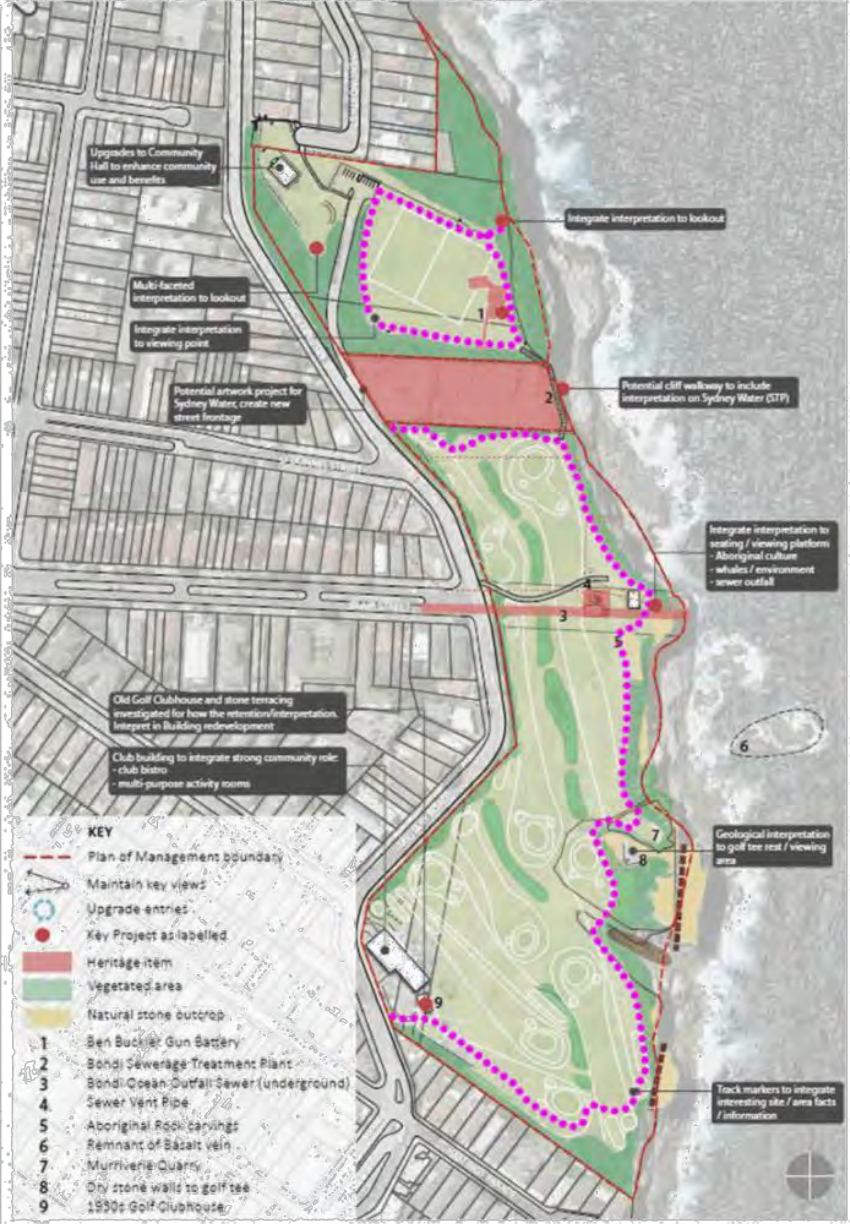 Upgrades to Community
Hall to enhance community
use and benefits
Integrate interpretation to lookout
Multi-faceted
interpretation to lookout
Integrate interpretation
to viewing point
1
Potential artwork project for
Sydney Water, create new
street frontage
2
Potential cliff walkway to include
interpretation on Sydney Water (STP)
Integrate interpretation to
seating / viewing platform
- Aboriginal culture
- whales / environment
- sewer outfall
4
3
5
Old Golf Clubhouse and stone terracing
investigated for how the retention/interpretation.
Intepret in Building redevelopment
Club building to integrate strong community role:
- club bistro
- multi-purpose activity rooms
6
7
8
Geological interpretation
to golf tee rest / viewing
area
9
Track markers to integrate
interesting site / area facts
/ information
KEY
Plan of Management boundary
Maintain key views
Upgrade entries
Key Project as labelled
Heritage item
Vegetated area
Natural stone outcrop
1 Ben Buckler Gun Battery
2 Bondi Sewerage Treatment Plant
3 Bondi Ocean Outfall Sewer (underground)
4 Sewer Vent Pipe
5 Aboriginal Rock carvings
6 Remnant of Basalt vein
7 Murriverie Quarry
8 Dry stone walls to golf tee
9 1930s Golf Clubhouse